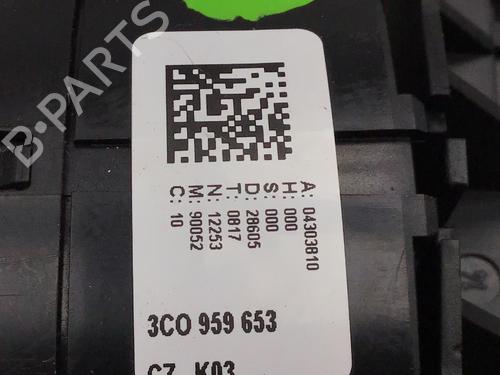 B-PARTS
A: 04303810
H: 000
S: 000
D: 28605
T: 0817
N: 12253
M: 90052
C: 10
3C0 959 653
CZ K03